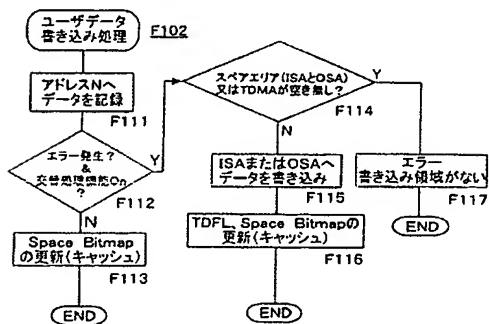 ユーザデータ
書き込み処理
F102
アドレスNへ
データを記録
F111
エラー発生?
&
交替処理機能On
?
Y
F112
N
Space Bitmap
の更新(キャッシュ)
F113
END
スペアエリア(ISAとOSA)
又はTDMAが空き無し?
Y
F114
N
ISAまたはOSAへ
データを書き込み
F115
TDFL、Space Bitmapの
更新(キャッシュ)
F116
END
エラー
書き込み領域がない
F117
END